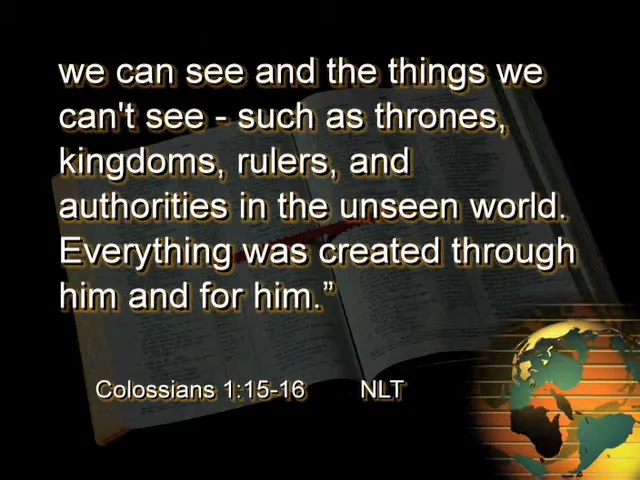 we can see and the things we
can't see - such as thrones,
kingdoms, rulers, and
authorities in the unseen world.
Everything was created through
him and for him.”
Colossians 1:15-16 NLT